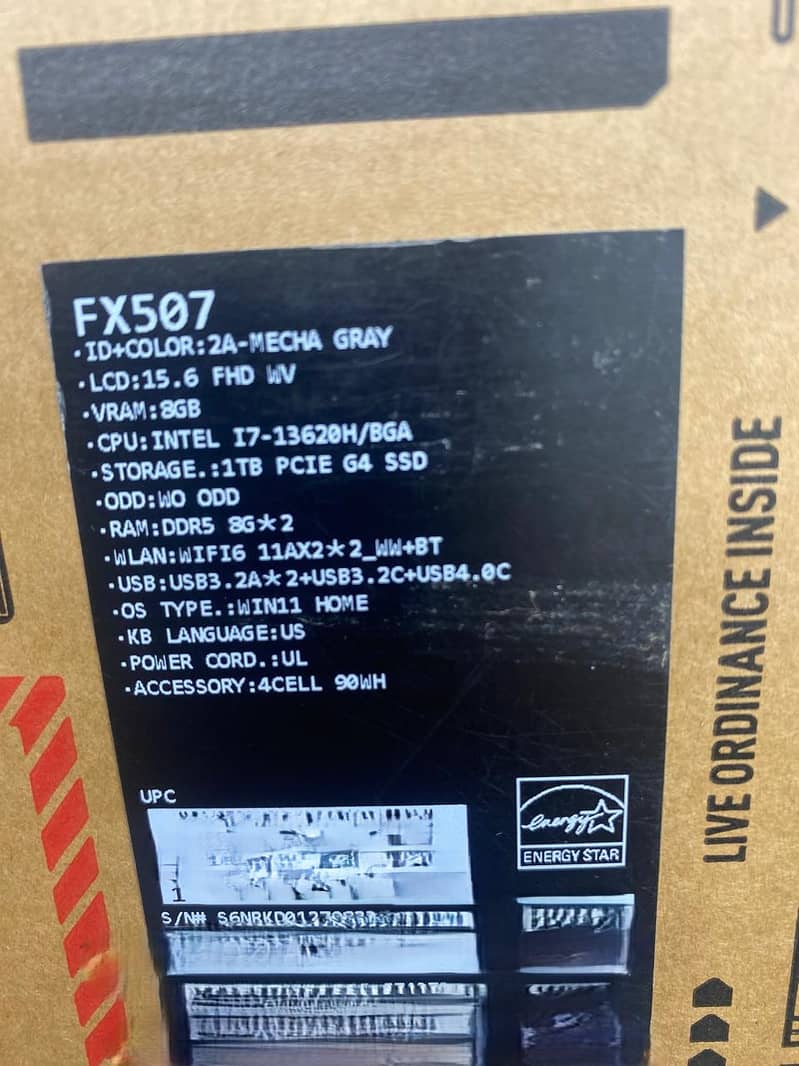 FX507
·ID+COLOR:2A-MECHA GRAY
·LCD:15.6 FHD WV
·VRAM:8GB
·CPU:INTEL I7-13620H/BGA
·STORAGE.:1TB PCIE G4 SSD
·ODD:WO ODD
·RAM:DDR5 8G*2
·WLAN:WIFI6 11AX2*2_WW+BT
·USB:USB3.2A*2+USB3.2C+USB4.0C
·OS TYPE.:WIN11 HOME
·KB LANGUAGE:US
·POWER CORD.:UL
·ACCESSORY:4CELL 90WH
UPC
1
S/N#
energy
ENERGY STAR
LIVE ORDINANCE INSIDE